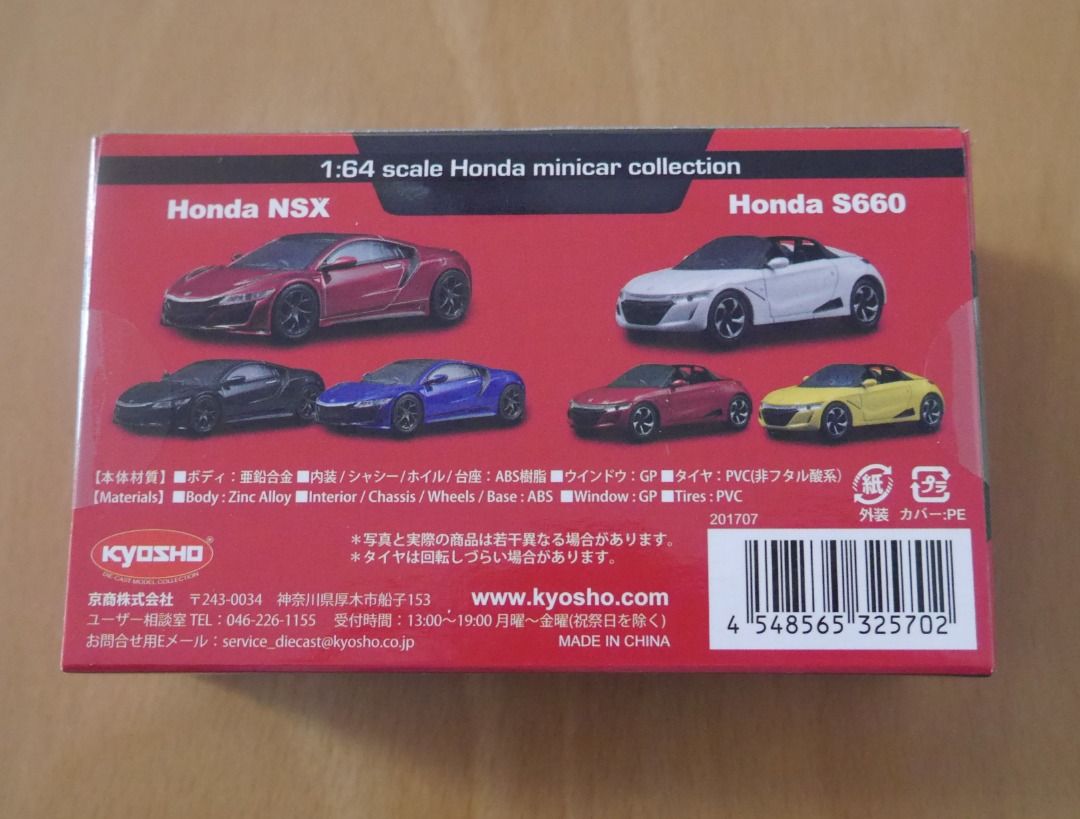 1:64 scale Honda minicar collection
Honda NSX
Honda S660
【本体材質】■ボディ：亜鉛合金■内装/シャシー/ホイル/台座：ABS樹脂■ウインドウ：GP■タイヤ：PVC(非フタル酸系)
【Materials】■Body : Zinc Alloy ■Interior / Chassis / Wheels / Base : ABS ■Window : GP ■Tires : PVC
紙
外装
プラ
カバー:PE
201707
KYOSHO
DIE-CAST MODEL COLLECTION
＊写真と実際の商品は若干異なる場合があります。
＊タイヤは回転しづらい場合があります。
京商株式会社 〒243-0034 神奈川県厚木市船子153
ユーザー相談室 TEL：046-226-1155 受付時間：13:00～19:00 月曜～金曜(祝祭日を除く)
お問合せ用Eメール：service_diecast@kyosho.co.jp
www.kyosho.com
MADE IN CHINA
4 548565 325702